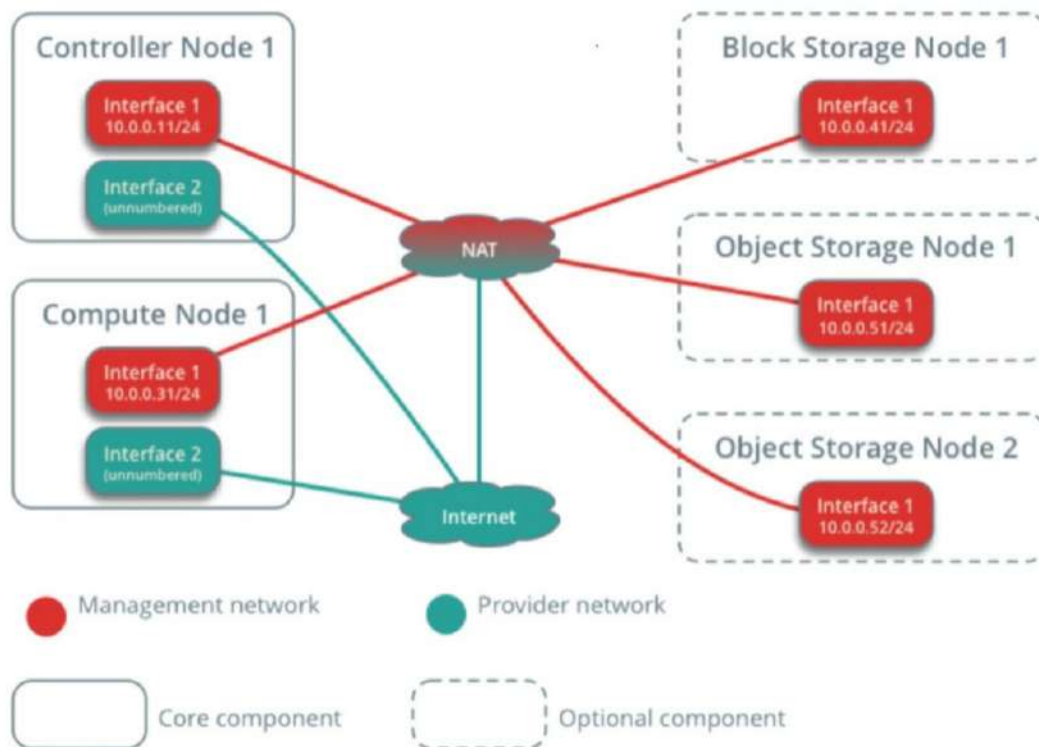 Controller Node 1
Interface 1
10.0.0.11/24
Interface 2
(unnumbered)
Compute Node 1
Interface 1
10.0.0.31/24
Interface 2
(unnumbered)
NAT
Internet
Block Storage Node 1
Interface 1
10.0.0.41/24
Object Storage Node 1
Interface 1
10.0.0.51/24
Object Storage Node 2
Interface 1
10.0.0.52/24
Management network
Provider network
Core component
Optional component